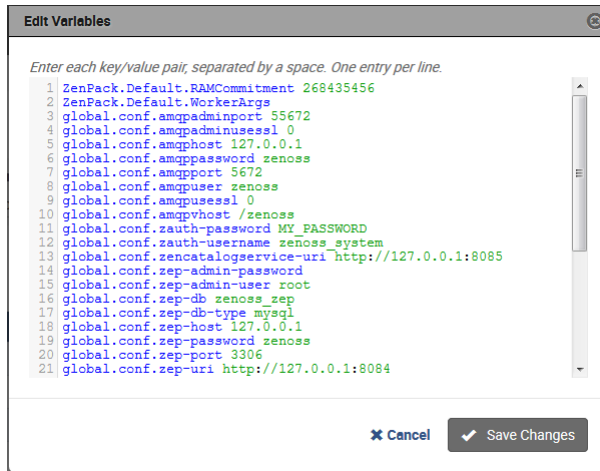 Edit Variables
Enter each key/value pair, separated by a space. One entry per line.
1 ZenPack.Default.RAMCommitment 268435456
2 ZenPack.Default.WorkerArgs
3 global.conf.amqpadminport 55672
4 global.conf.amqpadminusessl 0
5 global.conf.amqphost 127.0.0.1
6 global.conf.amqppassword zenoss
7 global.conf.amqpport 5672
8 global.conf.amqpuser zenoss
9 global.conf.amqpusessl 0
10 global.conf.amqpvhost /zenoss
11 global.conf.zauth-password MY_PASSWORD
12 global.conf.zauth-username zenoss_system
13 global.conf.zencatalogservice-uri http://127.0.0.1:8085
14 global.conf.zep-admin-password
15 global.conf.zep-admin-user root
16 global.conf.zep-db zenoss_zep
17 global.conf.zep-db-type mysql
18 global.conf.zep-host 127.0.0.1
19 global.conf.zep-password zenoss
20 global.conf.zep-port 3306
21 global.conf.zep-uri http://127.0.0.1:8084
Cancel
Save Changes